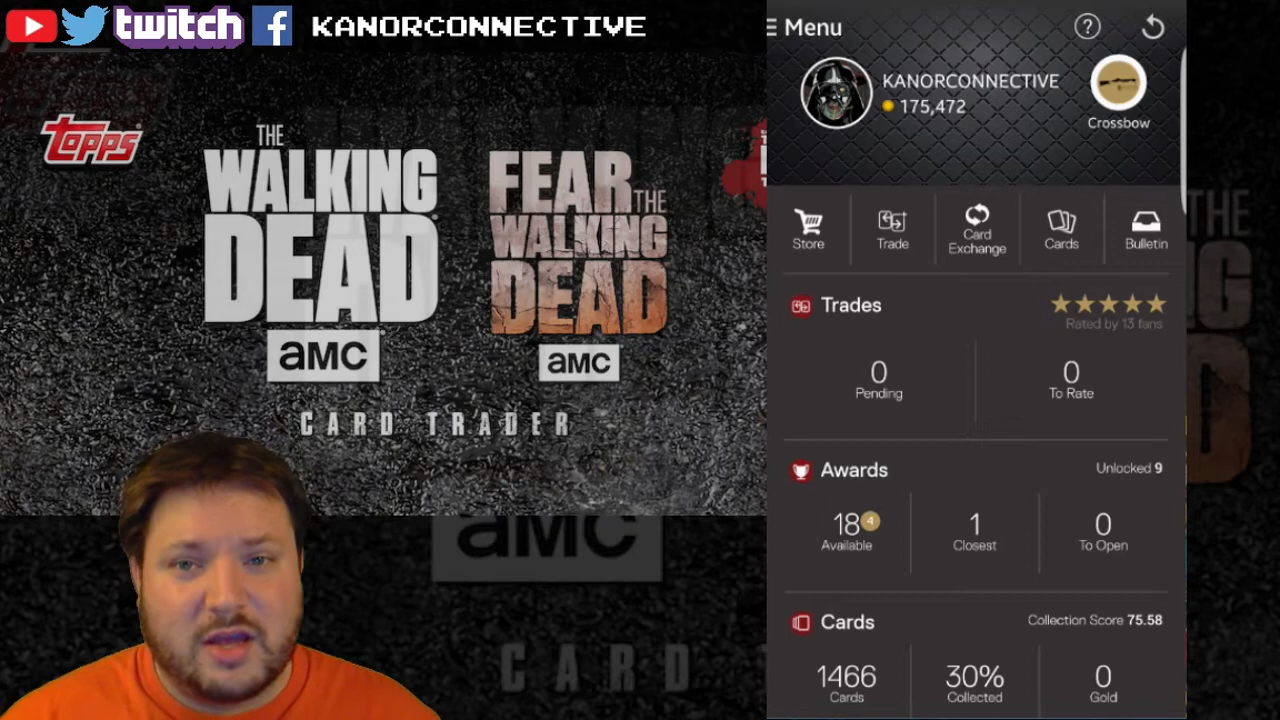 twitch
KANORCONNECTIVE
Topps
THE
WALKING
DEAD
AMC
FEAR THE
WALKING
DEAD
AMC
CARD TRADER
AMC
CARD
Menu
?
KANORCONNECTIVE
175,472
Crossbow
Store
Trade
Card
Exchange
Cards
Bulletin
Trades
Rated by 13 fans
0
Pending
0
To Rate
Awards
Unlocked 9
18
4
Available
1
Closest
0
To Open
Cards
Collection Score 75.58
1466
Cards
30%
Collected
0
Gold
THE